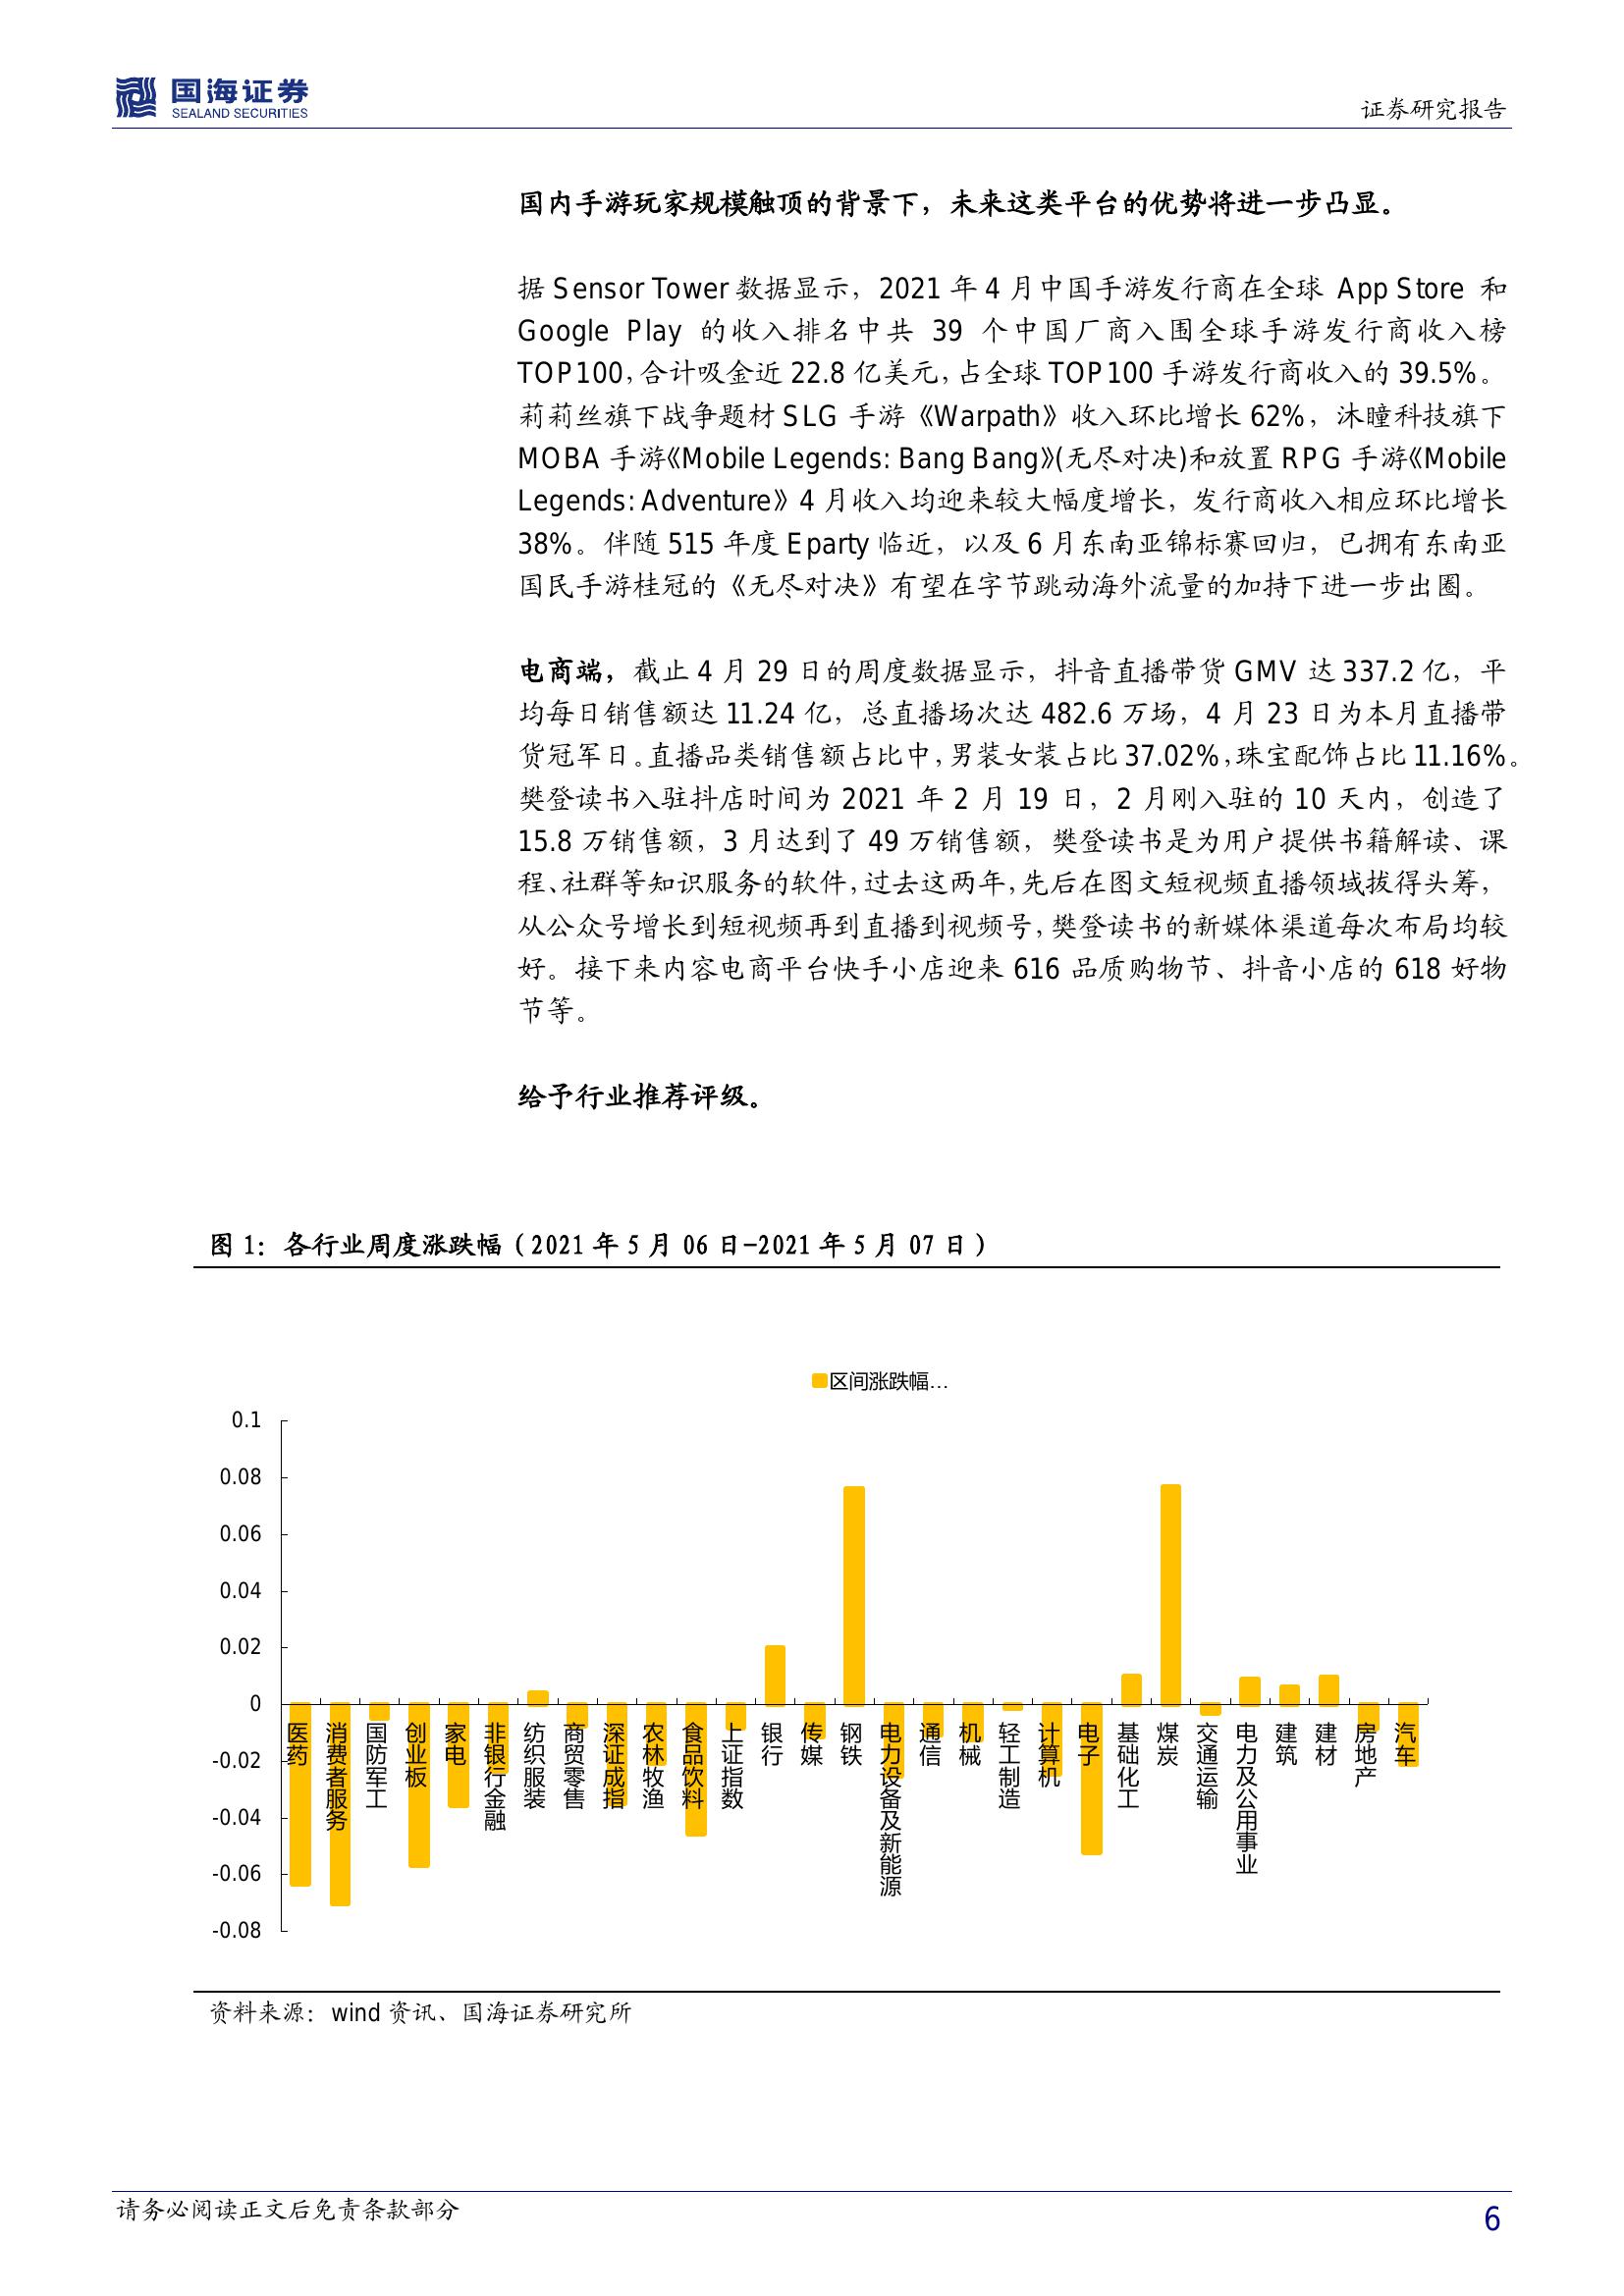 国海证券
SEALAND SECURITIES
证券研究报告
国内手游玩家规模触顶的背景下，未来这类平台的优势将进一步凸显。
据 Sensor Tower 数据显示，2021 年 4 月中国手游发行商在全球 App Store 和
Google Play 的收入排名中共 39 个中国厂商入围全球手游发行商收入榜
TOP100，合计吸金近 22.8 亿美元，占全球 TOP100 手游发行商收入的 39.5%。
莉莉丝旗下战争题材 SLG 手游《Warpath》收入环比增长 62%，沐瞳科技旗下
MOBA 手游《Mobile Legends: Bang Bang》(无尽对决)和放置 RPG 手游《Mobile
Legends: Adventure》4 月收入均迎来较大幅度增长，发行商收入相应环比增长
38%。伴随 515 年度 Eparty 临近，以及 6 月东南亚锦标赛回归，已拥有东南亚
国民手游桂冠的《无尽对决》有望在字节跳动海外流量的加持下进一步出圈。
电商端，截止 4 月 29 日的周度数据显示，抖音直播带货 GMV 达 337.2 亿，平
均每日销售额达 11.24 亿，总直播场次达 482.6 万场，4 月 23 日为本月直播带
货冠军日。直播品类销售额占比中，男装女装占比 37.02%，珠宝配饰占比 11.16%。
樊登读书入驻抖店时间为 2021 年 2 月 19 日，2 月刚入驻的 10 天内，创造了
15.8 万销售额，3 月达到了 49 万销售额，樊登读书是为用户提供书籍解读、课
程、社群等知识服务的软件，过去这两年，先后在图文短视频直播领域拔得头筹，
从公众号增长到短视频再到直播到视频号，樊登读书的新媒体渠道每次布局均较
好。接下来内容电商平台快手小店迎来 616 品质购物节、抖音小店的 618 好物
节等。
给予行业推荐评级。
图 1：各行业周度涨跌幅（2021 年 5 月 06 日-2021 年 5 月 07 日）
区间涨跌幅...
0.1
0.08
0.06
0.04
0.02
0
-0.02
-0.04
-0.06
-0.08
医药
消费者服务
国防军工
创业板
家电
非银行金融
纺织服装
商贸零售
深证成指
农林牧渔
食品饮料
上证指数
银行
传媒
钢铁
电力设备及新能源
通信
机械
轻工制造
计算机
电子
基础化工
煤炭
交通运输
电力及公用事业
建筑
建材
房地产
汽车
资料来源：wind 资讯、国海证券研究所
请务必阅读正文后免责条款部分
6